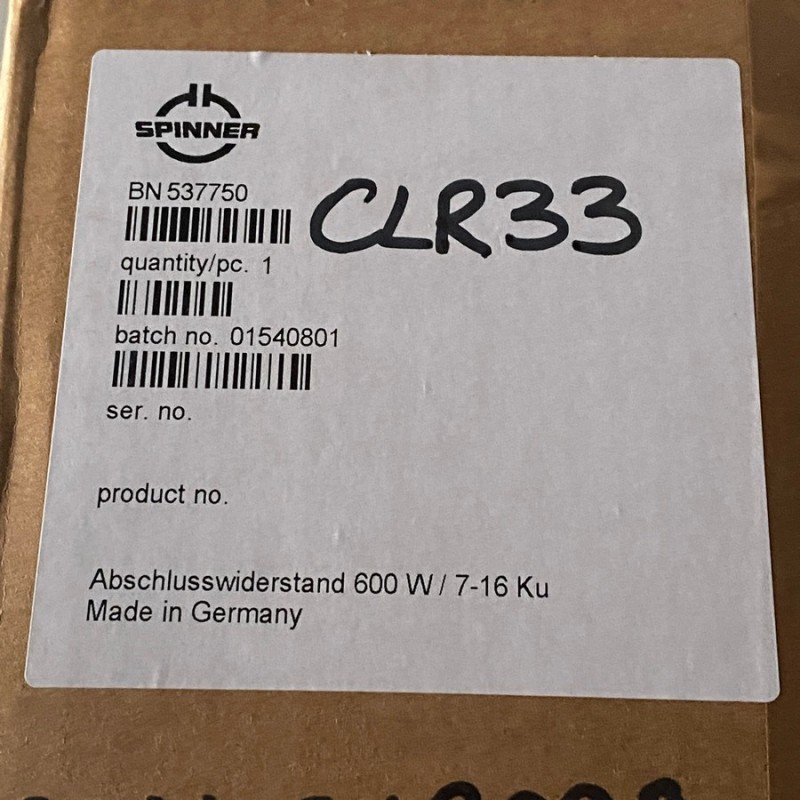 SPINNER
BN 537750
CLR33
quantity/pc. 1
batch no. 01540801
ser. no.
product no.
Abschlusswiderstand 600 W / 7-16 Ku
Made in Germany